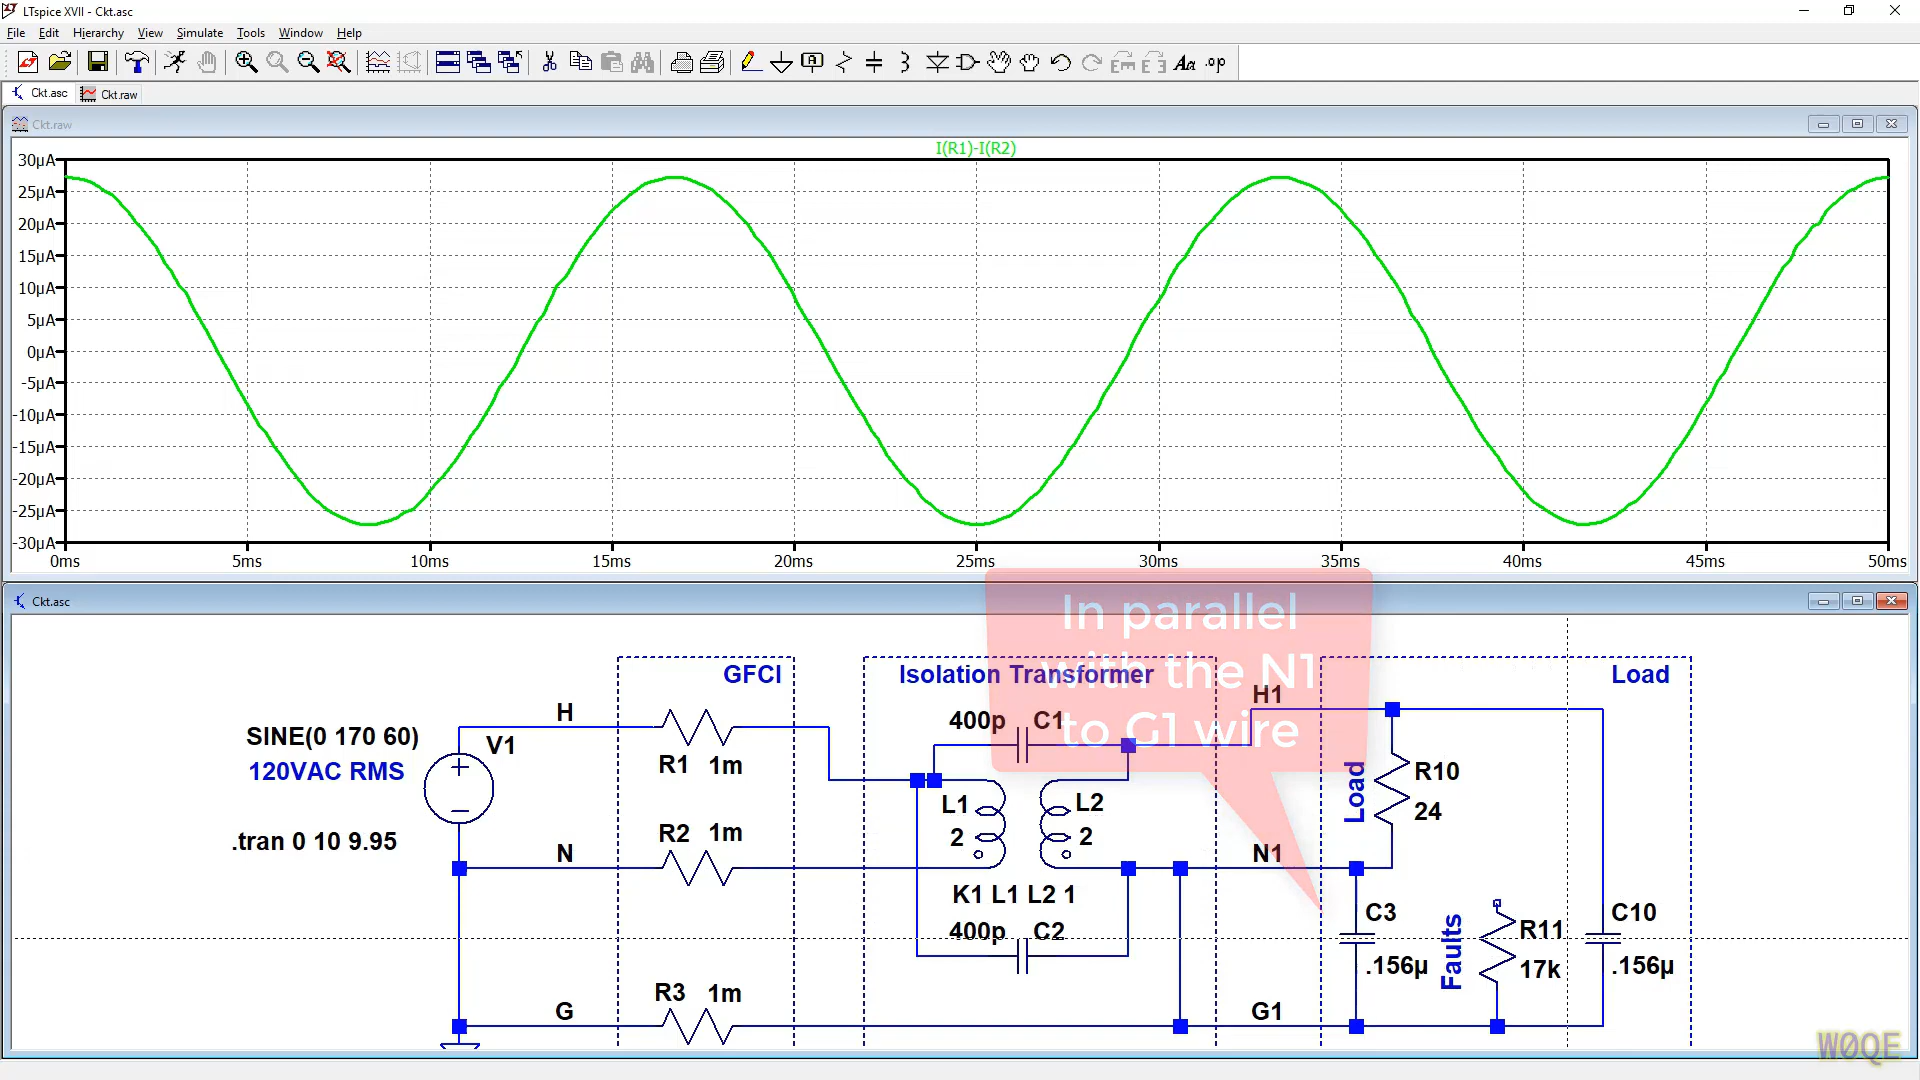 LTspice XVII - Ckt.asc
File Edit Hierarchy View Simulate Tools Window Help
Ckt.asc Ckt.raw
Ckt.raw
I(R1)-I(R2)
30µA
25µA
20µA
15µA
10µA
5µA
0µA
-5µA
-10µA
-15µA
-20µA
-25µA
-30µA
0ms 5ms 10ms 15ms 20ms 25ms 30ms 35ms 40ms 45ms 50ms
Ckt.asc
In parallel
with the N1
to G1 wire
GFCI
Isolation Transformer
Load
H
H1
SINE(0 170 60)
120VAC RMS
V1
.tran 0 10 9.95
R1 1m
400p C1
L1
2
L2
2
Load
R10
24
N
R2 1m
N1
K1 L1 L2 1
400p C2
C3
.156µ
Faults
R11
17k
C10
.156µ
G
R3 1m
G1
W0QE